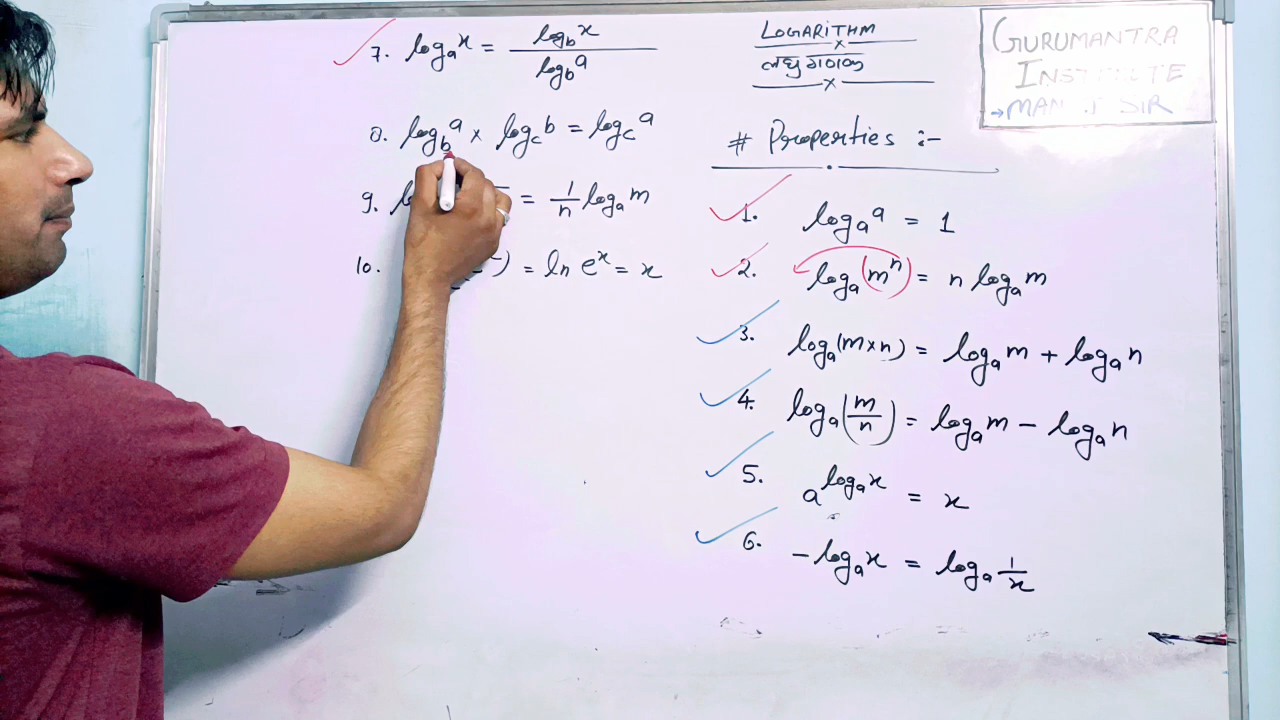 LOGARITHM
लघुगणक
GURUMANTRA
INSTITUTE
→ SIR
# Properties :-
1. logₐa = 1
2. logₐ(mⁿ) = n logₐm
3. logₐ(m×n) = logₐm + logₐn
4. logₐ(m/n) = logₐm − logₐn
5. a^(logₐx) = x
6. −logₐx = logₐ 1/x
7. logₐx = log_b x / log_b a
8. log_b a × log_c b = log_c a
9. = 1/n logₐm
10. ) = ln eˣ = x